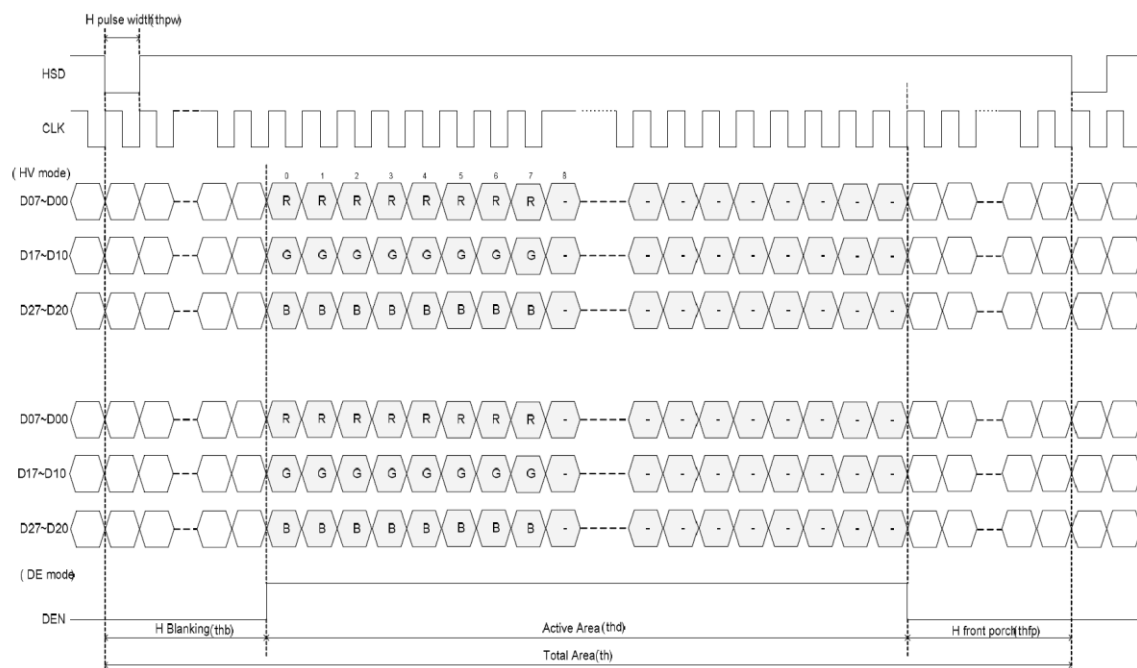 H pulse width(thpw)
HSD
CLK
( HV mode)
0 1 2 3 4 5 6 7 8
D07~D00 R R R R R R R R - - - - - - - - -
D17~D10 G G G G G G G G - - - - - - - - -
D27~D20 B B B B B B B B - - - - - - - - -
D07~D00 R R R R R R R R - - - - - - - - -
D17~D10 G G G G G G G G - - - - - - - - -
D27~D20 B B B B B B B B - - - - - - - - -
( DE mode)
DEN
H Blanking(thb) Active Area(thd) H front porch(thfp)
Total Area(th)